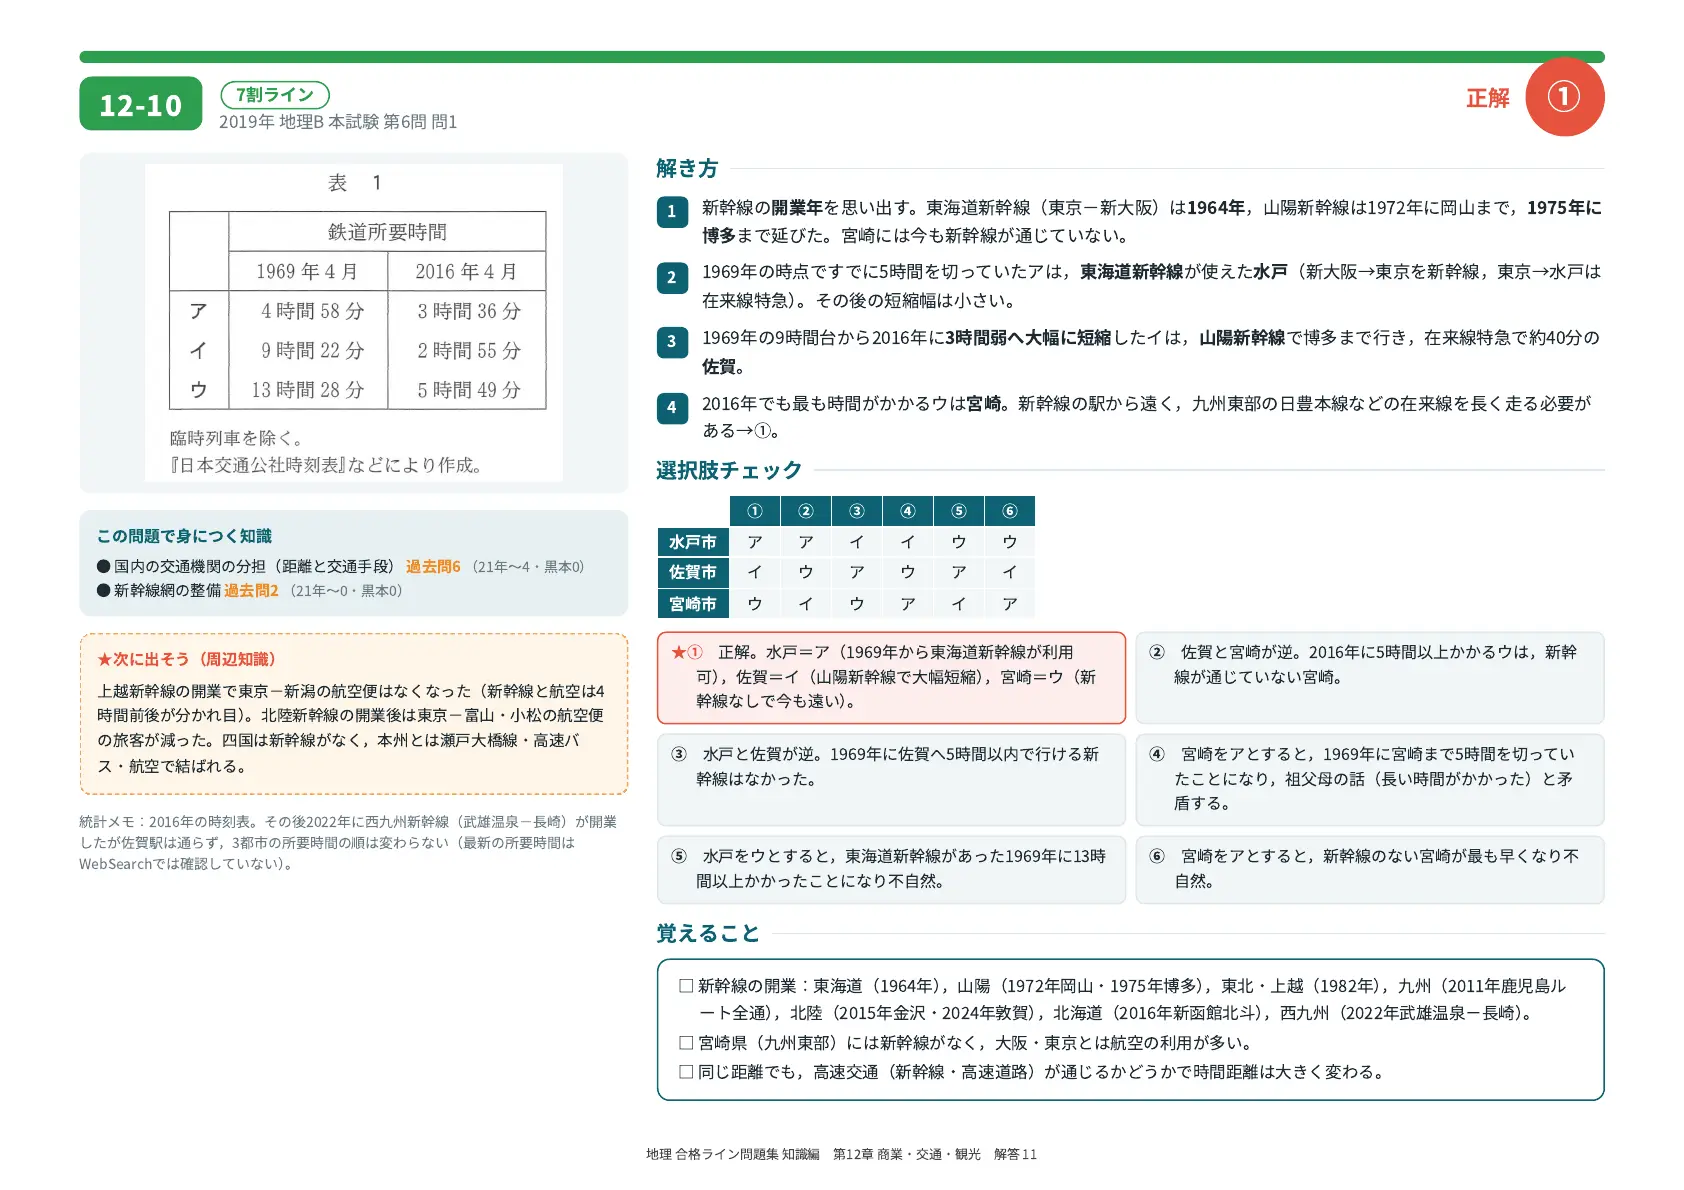 12-10
7割ライン
2019年 地理B 本試験 第6問 問1
正解
①
表 1
鉄道所要時間
1969 年 4 月 2016 年 4 月
ア 4 時間 58 分 3 時間 36 分
イ 9 時間 22 分 2 時間 55 分
ウ 13 時間 28 分 5 時間 49 分
臨時列車を除く。
『日本交通公社時刻表』などにより作成。
この問題で身につく知識
●国内の交通機関の分担（距離と交通手段） 過去問6 （21年〜4・黒本0）
●新幹線網の整備 過去問2 （21年〜0・黒本0）
★次に出そう（周辺知識）
上越新幹線の開業で東京－新潟の航空便はなくなった（新幹線と航空は4
時間前後が分かれ目）。北陸新幹線の開業後は東京－富山・小松の航空便
の旅客が減った。四国は新幹線がなく，本州とは瀬戸大橋線・高速バ
ス・航空で結ばれる。
統計メモ：2016年の時刻表。その後2022年に西九州新幹線（武雄温泉－長崎）が開業
したが佐賀駅は通らず，3都市の所要時間の順は変わらない（最新の所要時間は
WebSearchでは確認していない）。
解き方
1 新幹線の開業年を思い出す。東海道新幹線（東京－新大阪）は1964年，山陽新幹線は1972年に岡山まで，1975年に
博多まで延びた。宮崎には今も新幹線が通じていない。
2 1969年の時点ですでに5時間を切っていたアは，東海道新幹線が使えた水戸（新大阪→東京を新幹線，東京→水戸は
在来線特急）。その後の短縮幅は小さい。
3 1969年の9時間台から2016年に3時間弱へ大幅に短縮したイは，山陽新幹線で博多まで行き，在来線特急で約40分の
佐賀。
4 2016年でも最も時間がかかるウは宮崎。新幹線の駅から遠く，九州東部の日豊本線などの在来線を長く走る必要が
ある→①。
選択肢チェック
① ② ③ ④ ⑤ ⑥
水戸市 ア ア イ イ ウ ウ
佐賀市 イ ウ ア ウ ア イ
宮崎市 ウ イ ウ ア イ ア
★① 正解。水戸＝ア（1969年から東海道新幹線が利用
可），佐賀＝イ（山陽新幹線で大幅短縮），宮崎＝ウ（新
幹線なしで今も遠い）。
② 佐賀と宮崎が逆。2016年に5時間以上かかるウは，新幹
線が通じていない宮崎。
③ 水戸と佐賀が逆。1969年に佐賀へ5時間以内で行ける新
幹線はなかった。
④ 宮崎をアとすると，1969年に宮崎まで5時間を切ってい
たことになり，祖父母の話（長い時間がかかった）と矛
盾する。
⑤ 水戸をウとすると，東海道新幹線があった1969年に13時
間以上かかったことになり不自然。
⑥ 宮崎をアとすると，新幹線のない宮崎が最も早くなり不
自然。
覚えること
□ 新幹線の開業：東海道（1964年），山陽（1972年岡山・1975年博多），東北・上越（1982年），九州（2011年鹿児島ル
ート全通），北陸（2015年金沢・2024年敦賀），北海道（2016年新函館北斗），西九州（2022年武雄温泉－長崎）。
□ 宮崎県（九州東部）には新幹線がなく，大阪・東京とは航空の利用が多い。
□ 同じ距離でも，高速交通（新幹線・高速道路）が通じるかどうかで時間距離は大きく変わる。
地理 合格ライン問題集 知識編 第12章 商業・交通・観光 解答11